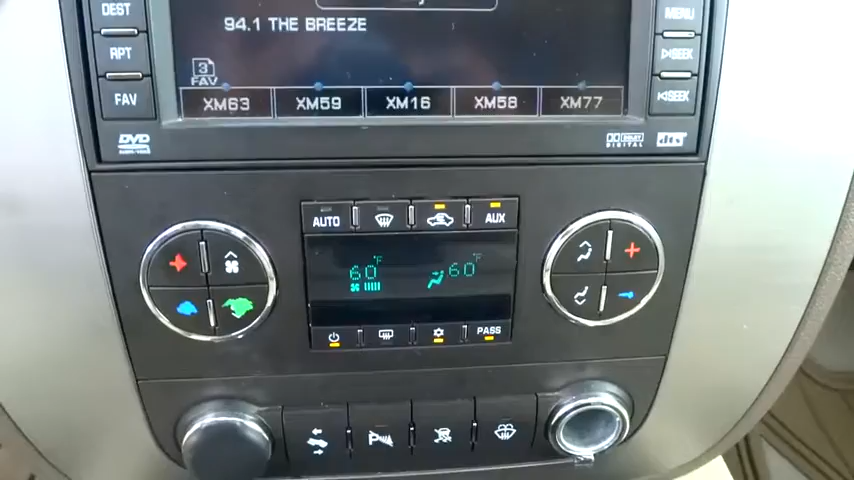 DEST
MENU
94.1 THE BREEZE
RPT
SEEK
3
FAV
FAV
XM63 XM59 XM16 XM58 XM77
SEEK
DVD
DOLBY
DIGITAL
dts
AUTO
AUX
60°F 60°F
PASS